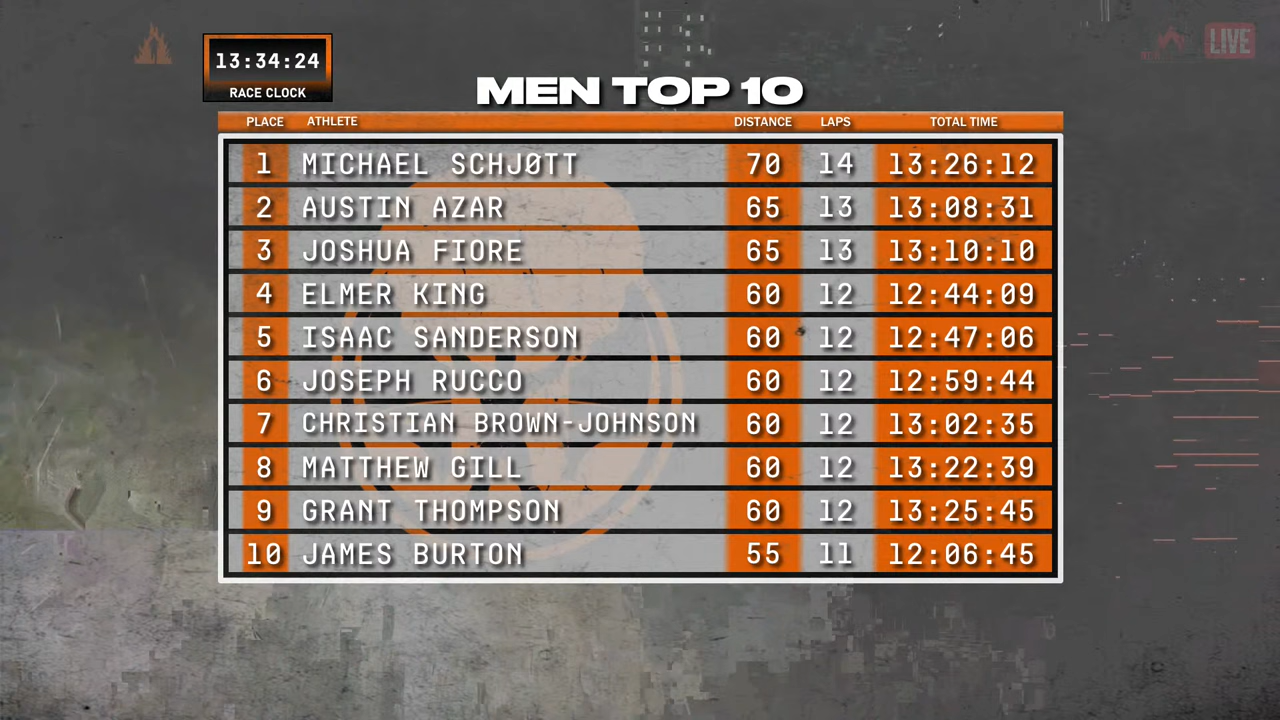 13:34:24
RACE CLOCK
LIVE
MEN TOP 10
PLACE ATHLETE DISTANCE LAPS TOTAL TIME
1 MICHAEL SCHJØTT 70 14 13:26:12
2 AUSTIN AZAR 65 13 13:08:31
3 JOSHUA FIORE 65 13 13:10:10
4 ELMER KING 60 12 12:44:09
5 ISAAC SANDERSON 60 12 12:47:06
6 JOSEPH RUCCO 60 12 12:59:44
7 CHRISTIAN BROWN-JOHNSON 60 12 13:02:35
8 MATTHEW GILL 60 12 13:22:39
9 GRANT THOMPSON 60 12 13:25:45
10 JAMES BURTON 55 11 12:06:45